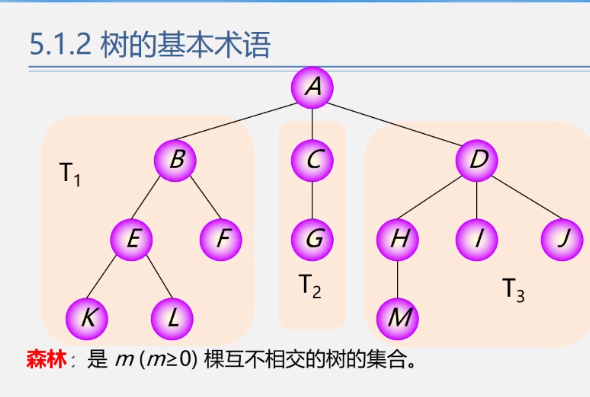 5.1.2 树的基本术语
A
B C D
T1
E F G H I J
T2 T3
K L M
森林：是 m (m≥0) 棵互不相交的树的集合。